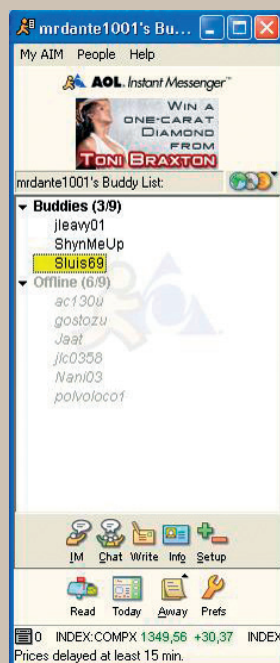 mrdante1001's Bu...
My AIM People Help
AOL Instant Messenger™
WIN A
ONE-CARAT
DIAMOND
FROM
TONI BRAXTON
mrdante1001's Buddy List:
Buddies (3/9)
jleavy01
ShynMeUp
Sluis69
Offline (6/9)
ac130u
gostozu
Jaat
jlc0358
Nani03
polvoloco1
IM Chat Write Info Setup
Read Today Away Prefs
0 INDEX:COMPX 1349,56 +30,37 INDEX
Prices delayed at least 15 min.